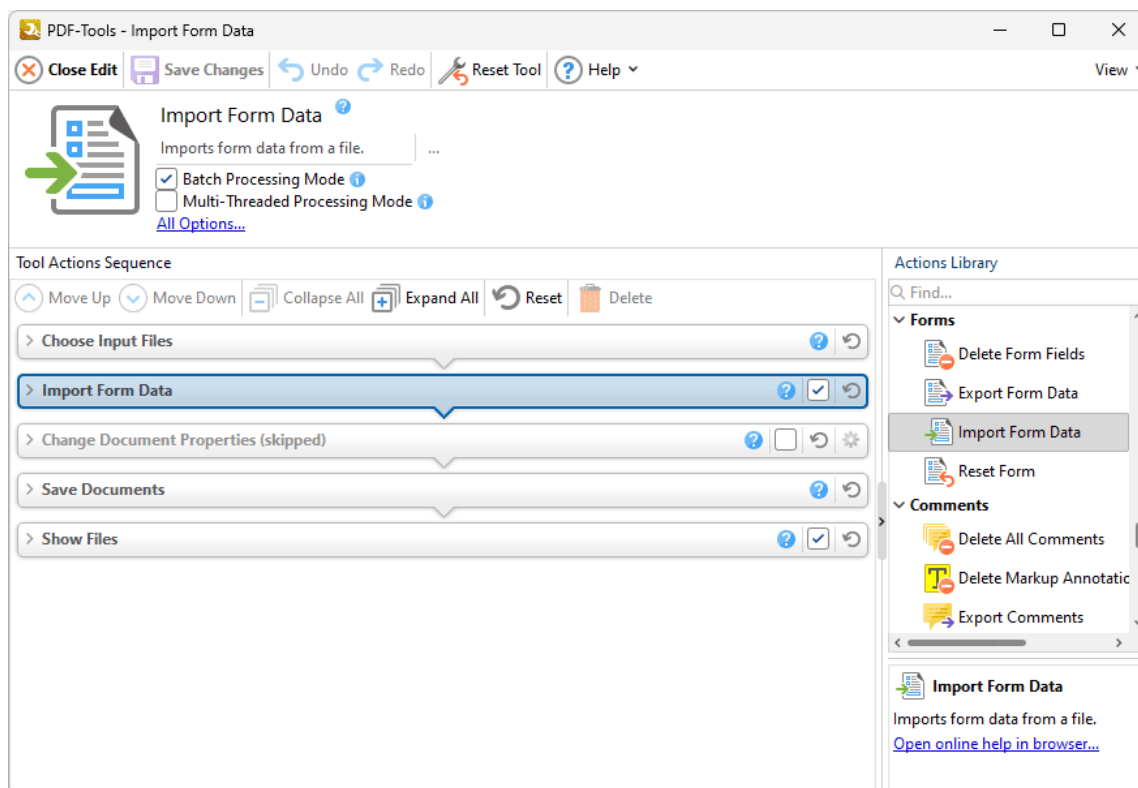 PDF-Tools - Import Form Data
Close Edit Save Changes Undo Redo Reset Tool ? Help View
Import Form Data ?
Imports form data from a file. ...
Batch Processing Mode i
Multi-Threaded Processing Mode i
All Options...
Tool Actions Sequence
Move Up Move Down Collapse All Expand All Reset Delete
Choose Input Files ?
Import Form Data ?
Change Document Properties (skipped) ?
Save Documents ?
Show Files ?
Actions Library
Find...
Forms
Delete Form Fields
Export Form Data
Import Form Data
Reset Form
Comments
Delete All Comments
T Delete Markup Annotatic
Export Comments
Import Form Data
Imports form data from a file.
Open online help in browser...